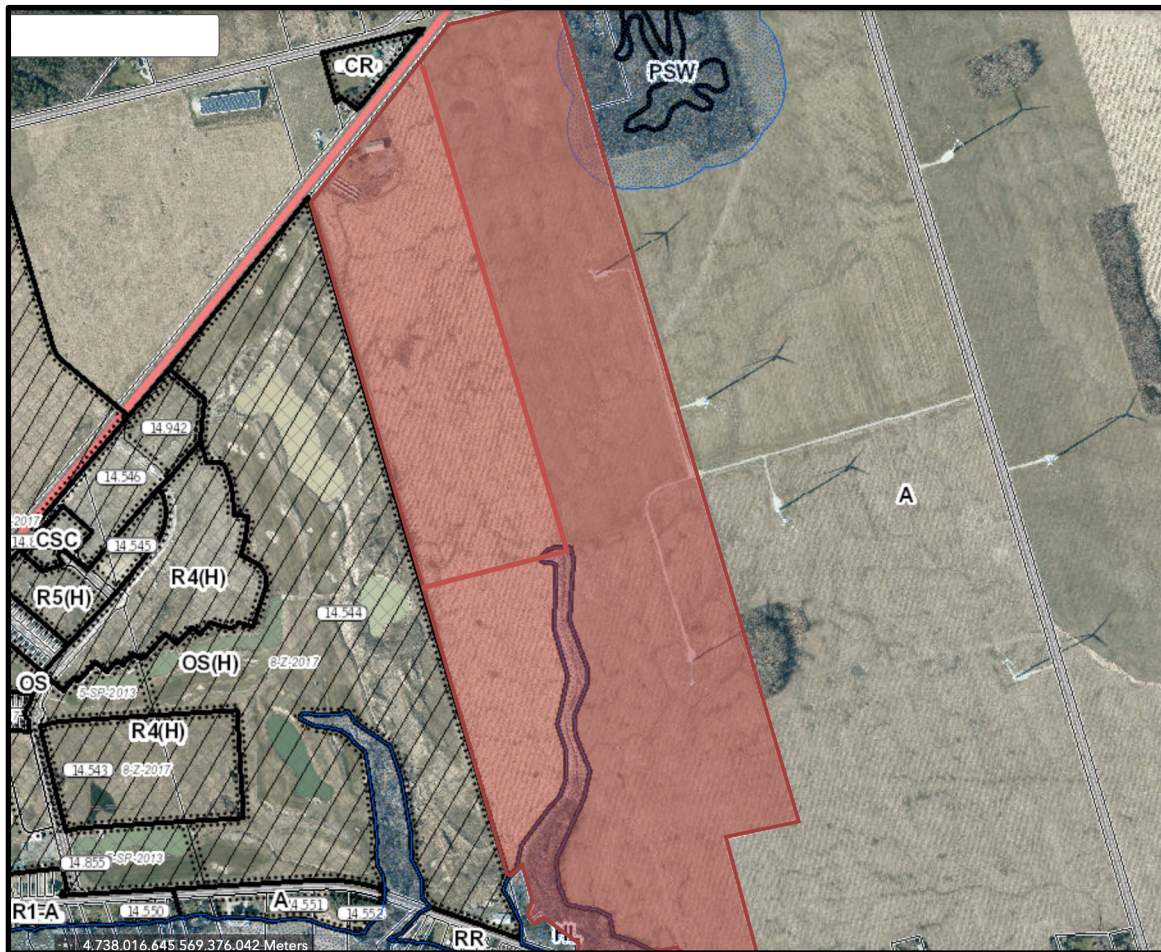 CR
PSW
14.942
14.546
CSC
14.545
A
R4(H)
R5(H)
14.544
OS(H)
8-Z-2017
OS
5-SP-2013
R4(H)
14.543
8-Z-2017
14.855
-SP-2013
R1-A
14.550
A
14.551
14.552
RR
4,738,016.645 569,376.042 Meters